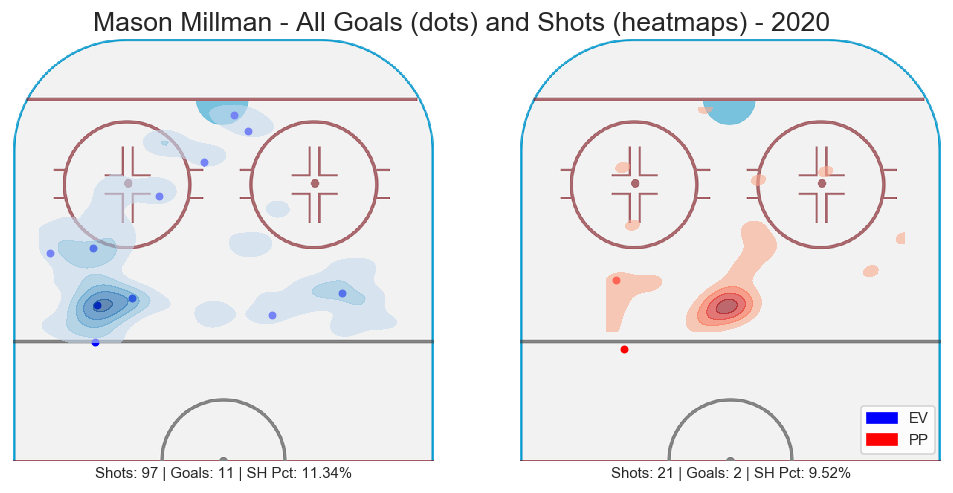 Mason Millman - All Goals (dots) and Shots (heatmaps) - 2020
EV
PP
Shots: 97 | Goals: 11 | SH Pct: 11.34%
Shots: 21 | Goals: 2 | SH Pct: 9.52%